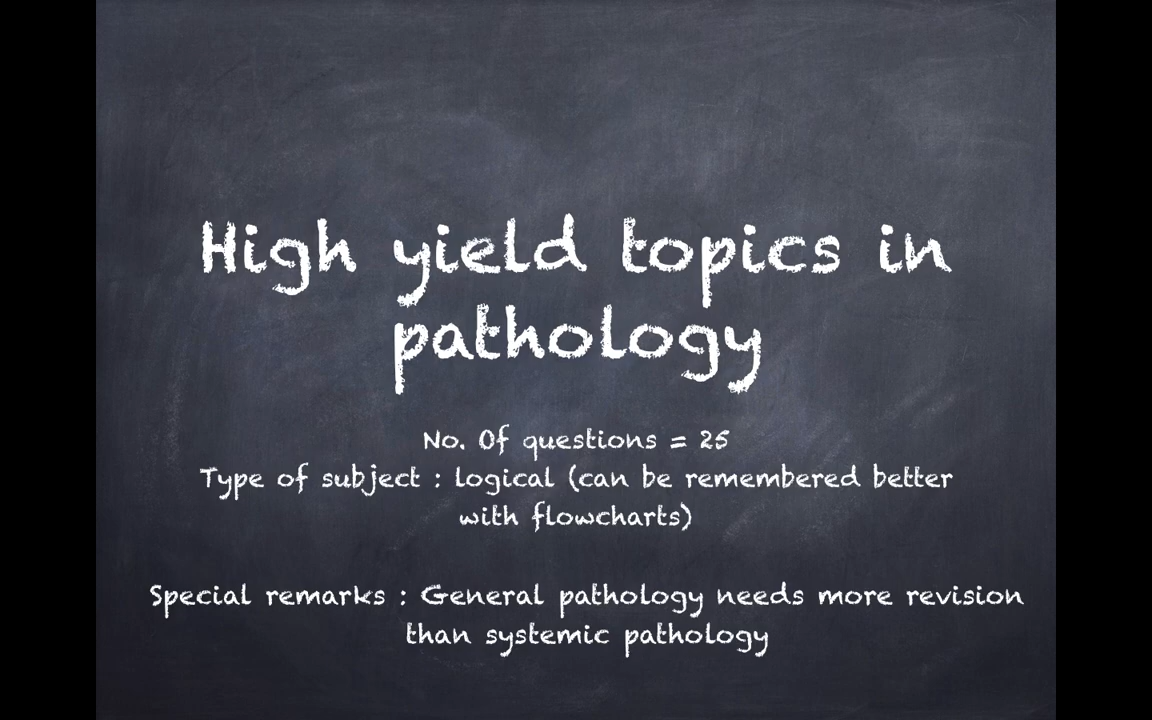 High yield topics in
pathology
No. Of questions = 25
Type of subject : logical (can be remembered better
with flowcharts)
Special remarks : General pathology needs more revision
than systemic pathology